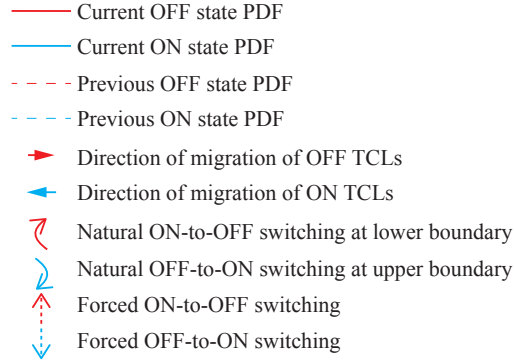 Current OFF state PDF
Current ON state PDF
Previous OFF state PDF
Previous ON state PDF
Direction of migration of OFF TCLs
Direction of migration of ON TCLs
Natural ON-to-OFF switching at lower boundary
Natural OFF-to-ON switching at upper boundary
Forced ON-to-OFF switching
Forced OFF-to-ON switching